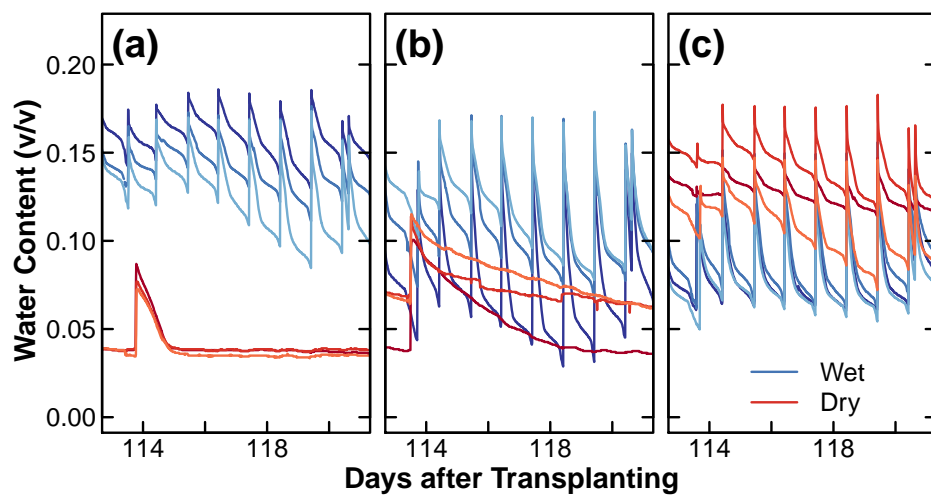 (a) (b) (c)
Water Content (v/v)
0.20
0.15
0.10
0.05
0.00
Wet
Dry
114 118 114 118 114 118
Days after Transplanting